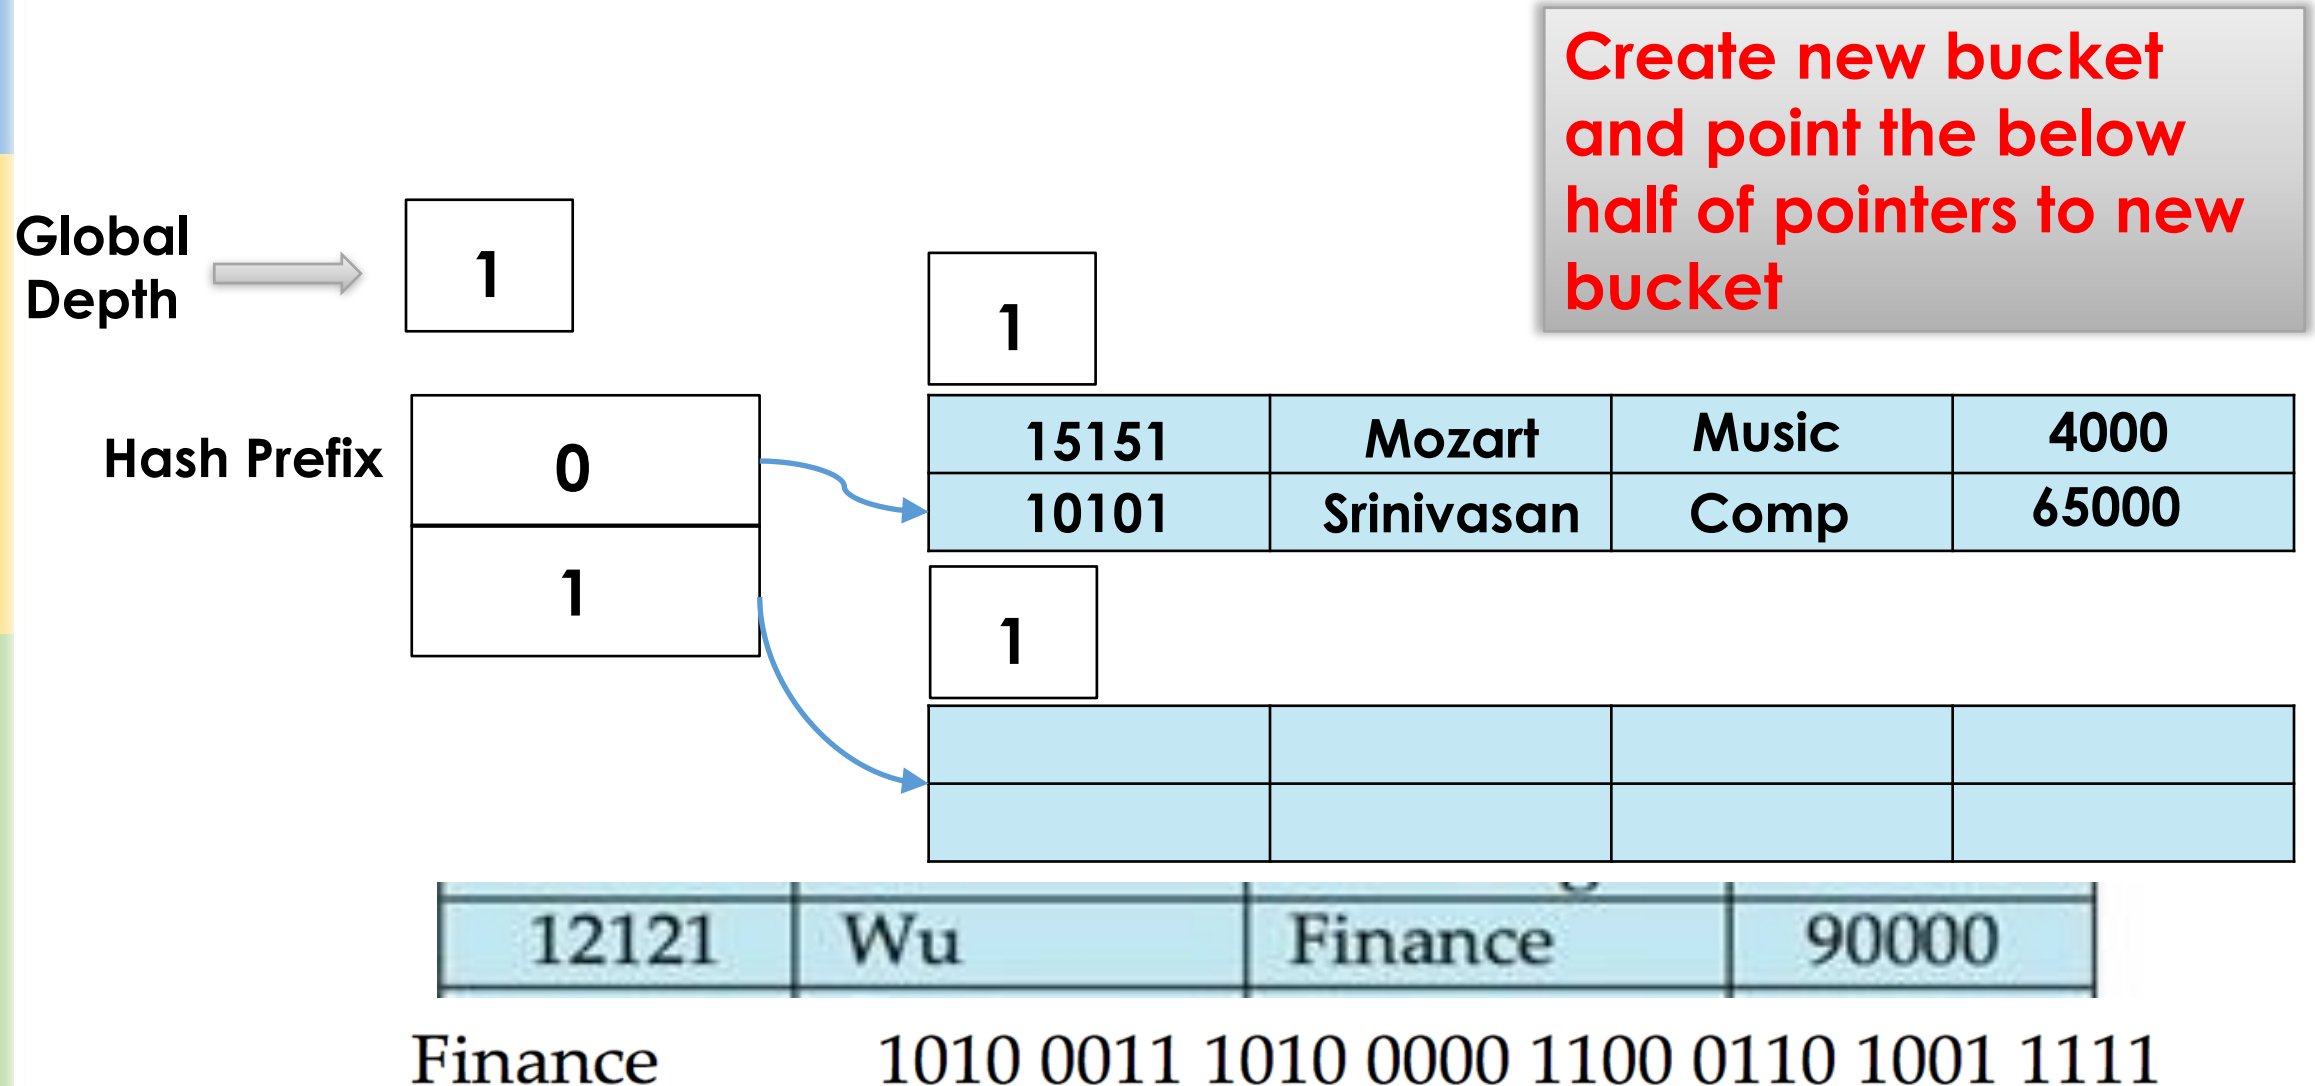 Create new bucket
and point the below
half of pointers to new
bucket
Global
Depth
1
1
Hash Prefix
0
1
15151 Mozart Music 4000
10101 Srinivasan Comp 65000
1
12121 Wu Finance 90000
Finance 1010 0011 1010 0000 1100 0110 1001 1111